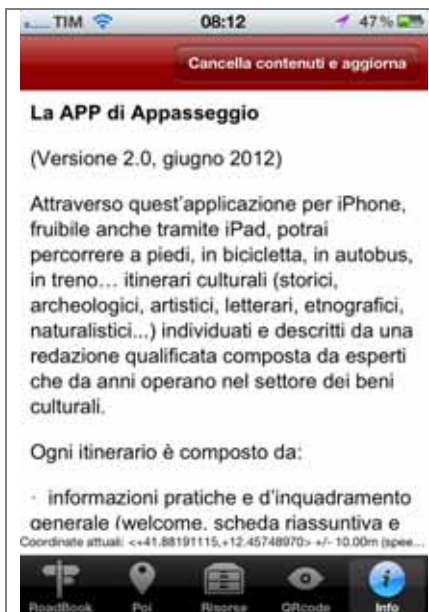 TIM 08:12 47%
Cancella contenuti e aggiorna
La APP di Appasseggio
(Versione 2.0, giugno 2012)
Attraverso quest'applicazione per iPhone,
fruibile anche tramite iPad, potrai
percorrere a piedi, in bicicletta, in autobus,
in treno… itinerari culturali (storici,
archeologici, artistici, letterari, etnografici,
naturalistici...) individuati e descritti da una
redazione qualificata composta da esperti
che da anni operano nel settore dei beni
culturali.
Ogni itinerario è composto da:
· informazioni pratiche e d'inquadramento
generale (welcome, scheda riassuntiva e
Coordinate attuali: <+41.88191115,+12.45748970> +/- 10.00m (spee...
RoadBook Poi Risorse QRcode Info